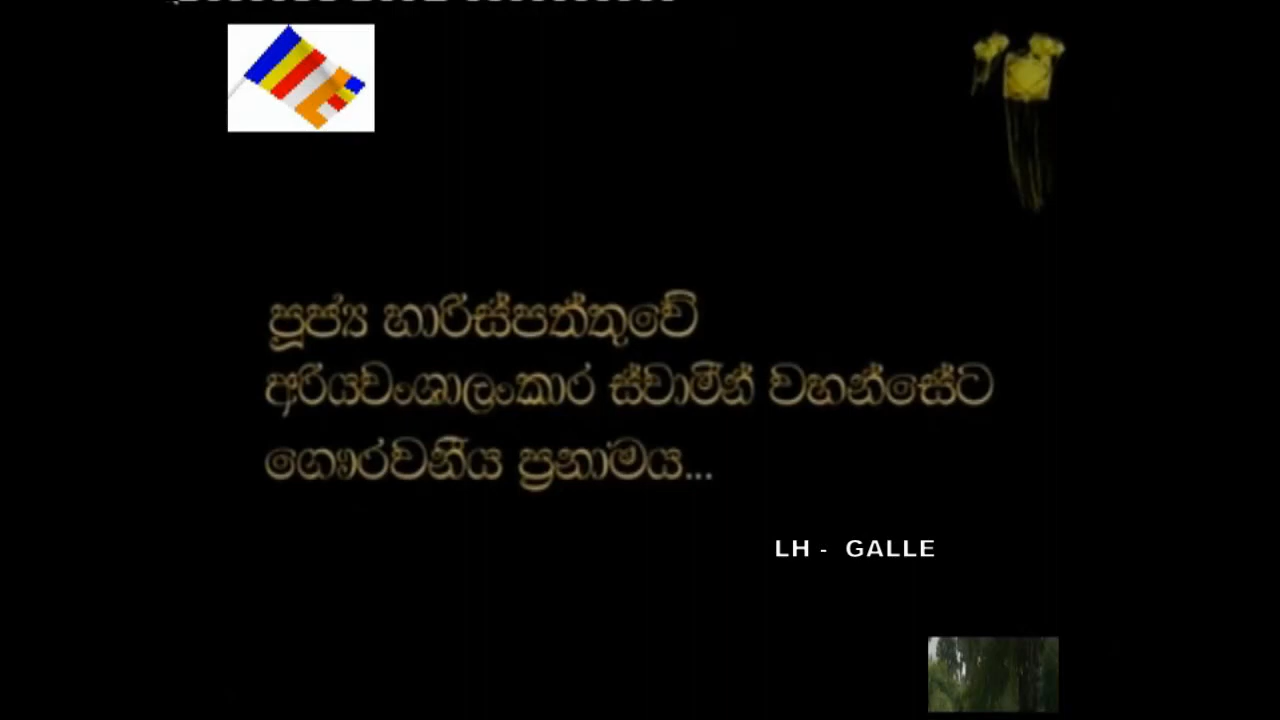 පූජ්‍ය හාරිස්පත්තුවේ
අරියවංශාලංකාර ස්වාමීන් වහන්සේට
ගෞරවනීය ප්‍රනාමය...
LH - GALLE